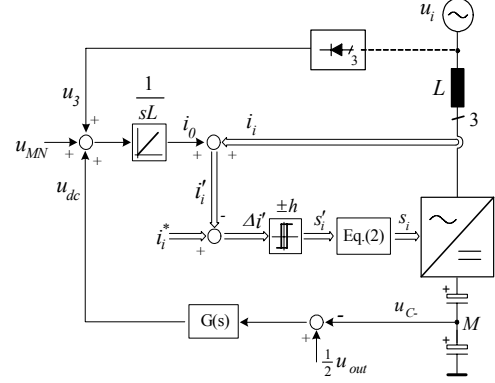 u_i
3
L
3
u_3
1
sL
+
u_MN
+
+
i_0
+
+
i_i
u_dc
i'_i
-
i*_i
+
Δi'
±h
s'_i
Eq.(2)
s_i
~
=
+
G(s)
-
+
u_C-
M
+
½ u_out